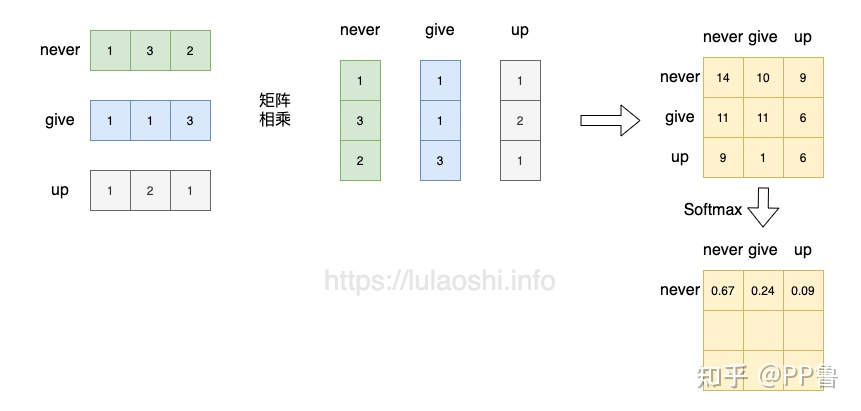 never give up
never 1 3 2
give 1 1 3
up 1 2 1
矩阵
相乘
1 1 1
3 1 2
2 3 1
never give up
never 14 10 9
give 11 11 6
up 9 1 6
Softmax
never give up
never 0.67 0.24 0.09
https://lulaoshi.info
知乎 @PP鲁